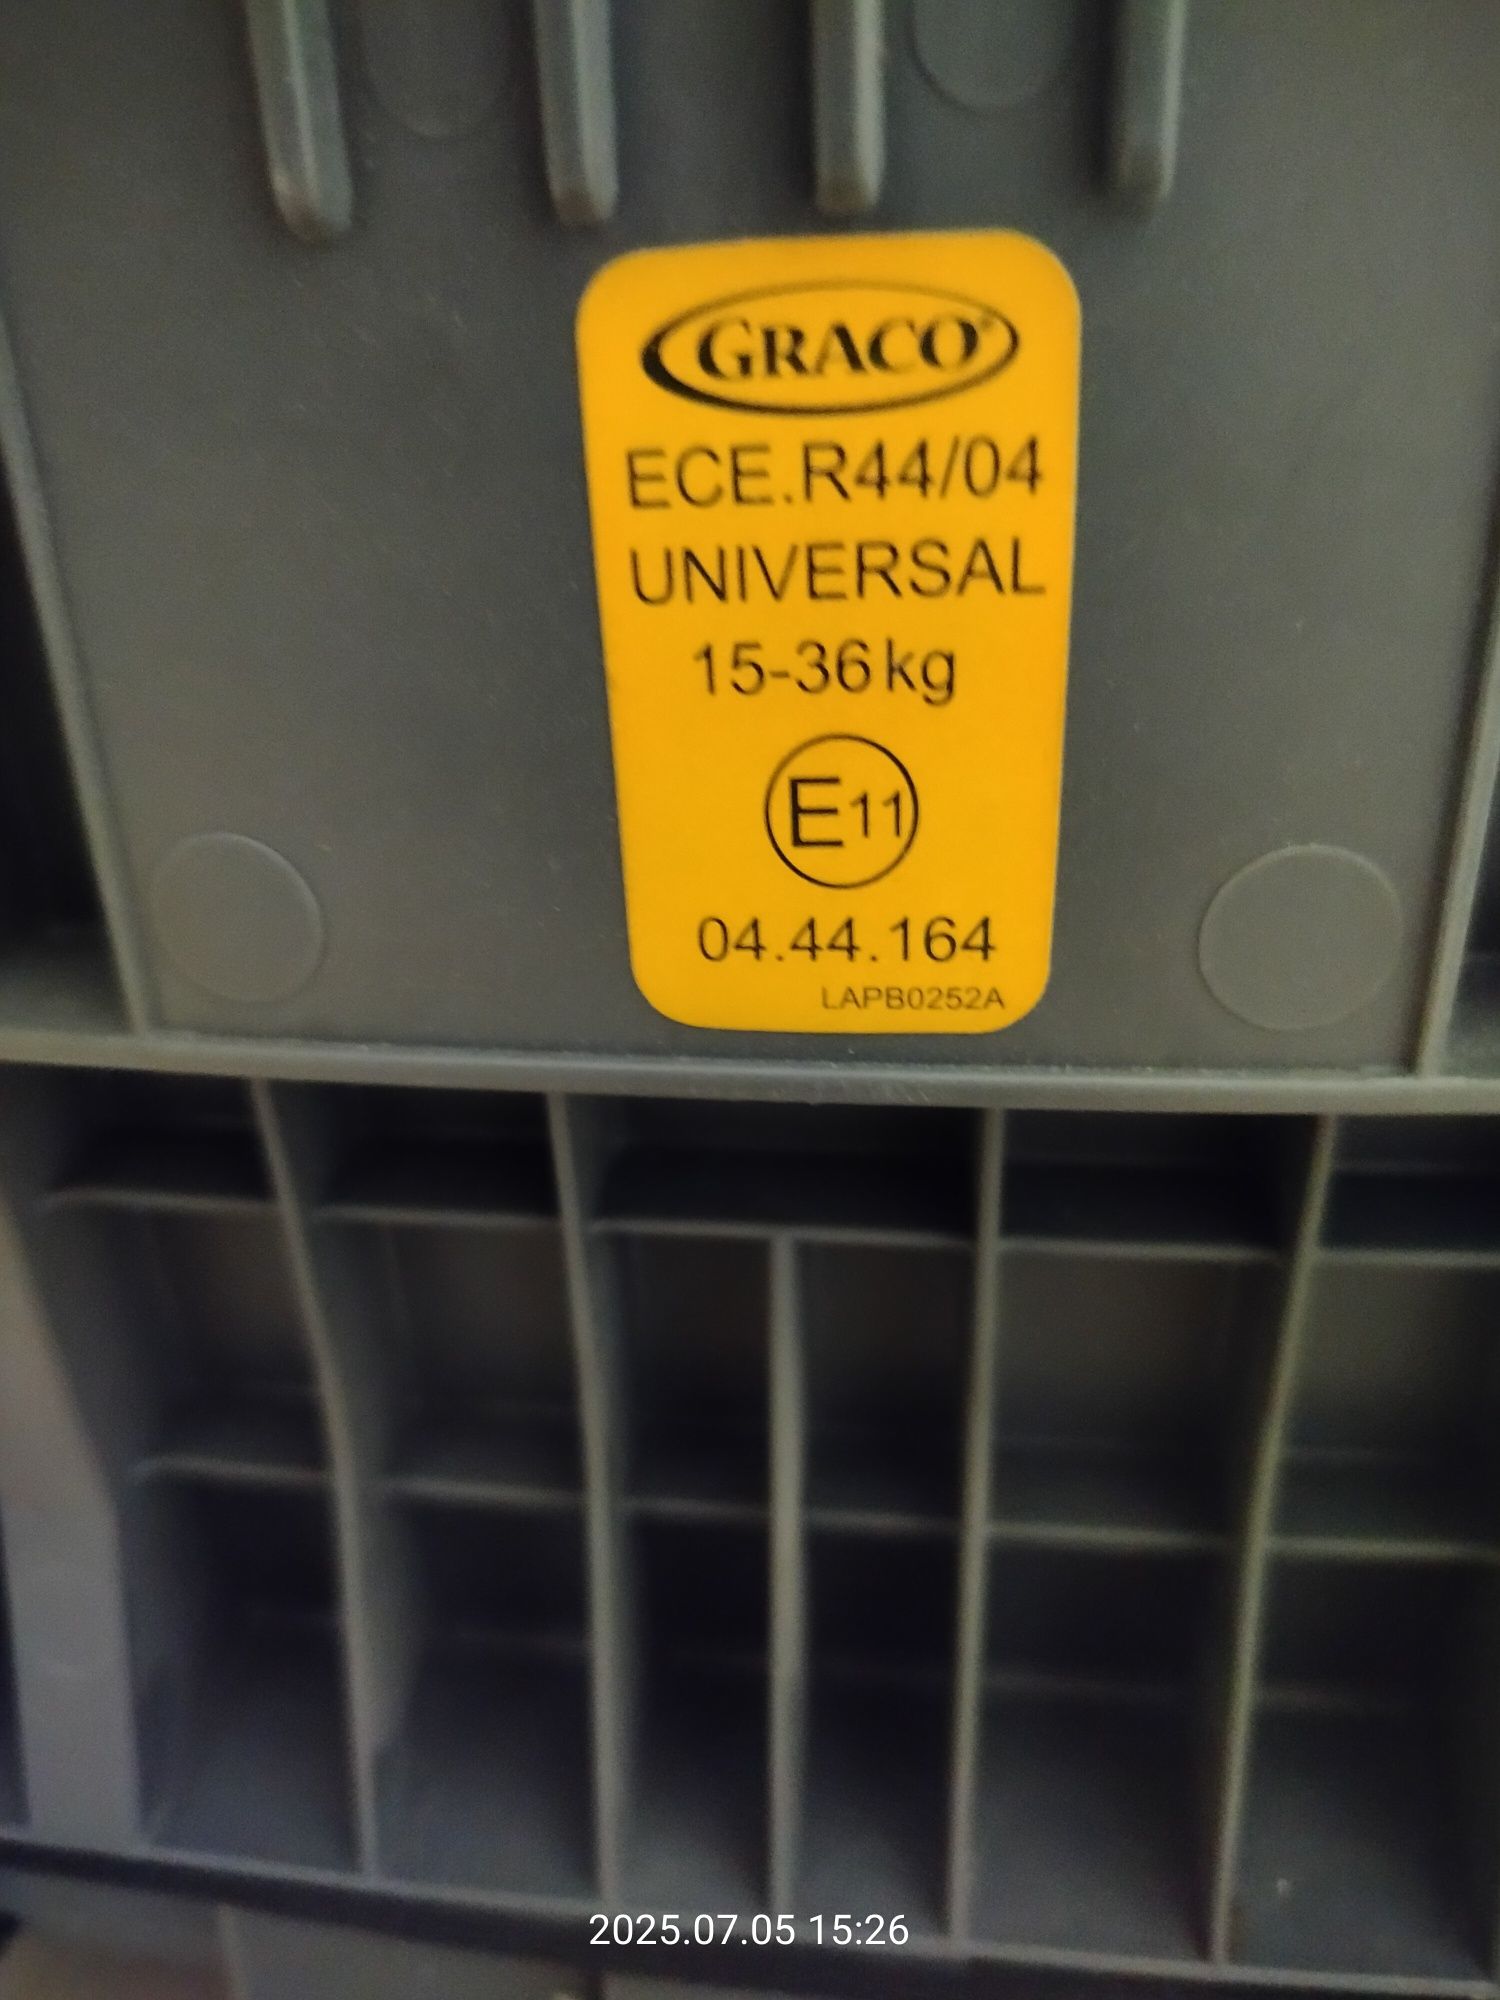 GRACO®
ECE.R44/04
UNIVERSAL
15-36kg
E11
04.44.164
LAPB0252A
2025.07.05 15:26